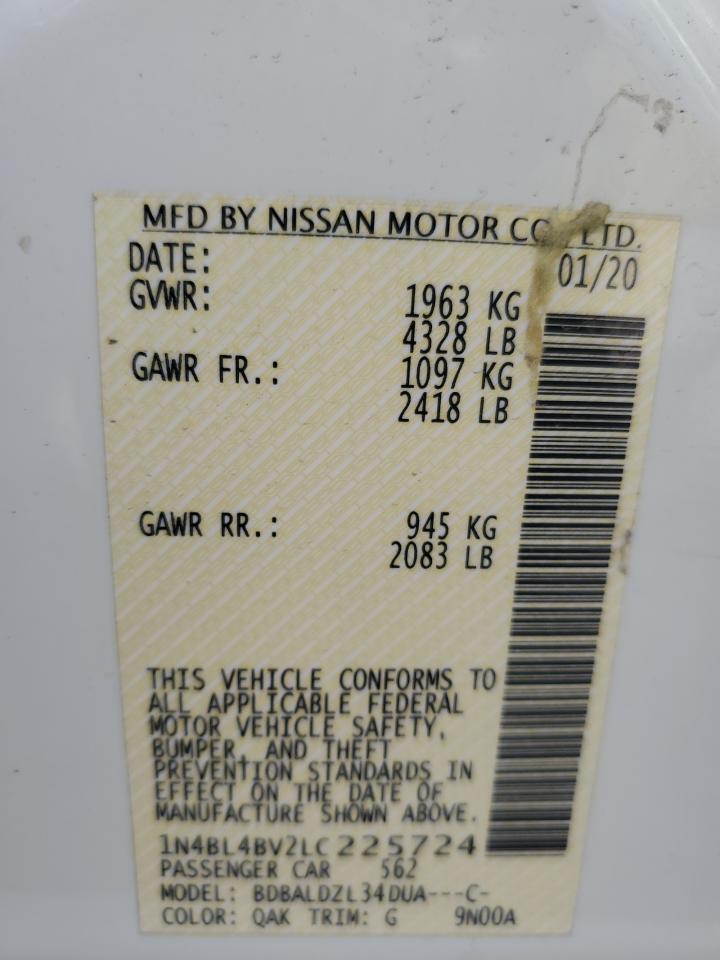 MFD BY NISSAN MOTOR CO., LTD.
DATE: 01/20
GVWR: 1963 KG
4328 LB
GAWR FR.: 1097 KG
2418 LB
GAWR RR.: 945 KG
2083 LB
THIS VEHICLE CONFORMS TO
ALL APPLICABLE FEDERAL
MOTOR VEHICLE SAFETY,
BUMPER, AND THEFT
PREVENTION STANDARDS IN
EFFECT ON THE DATE OF
MANUFACTURE SHOWN ABOVE.
1N4BL4BV2LC225724
PASSENGER CAR 562
MODEL: BDBALDZL34DUA---C-
COLOR: QAK TRIM: G 9N00A